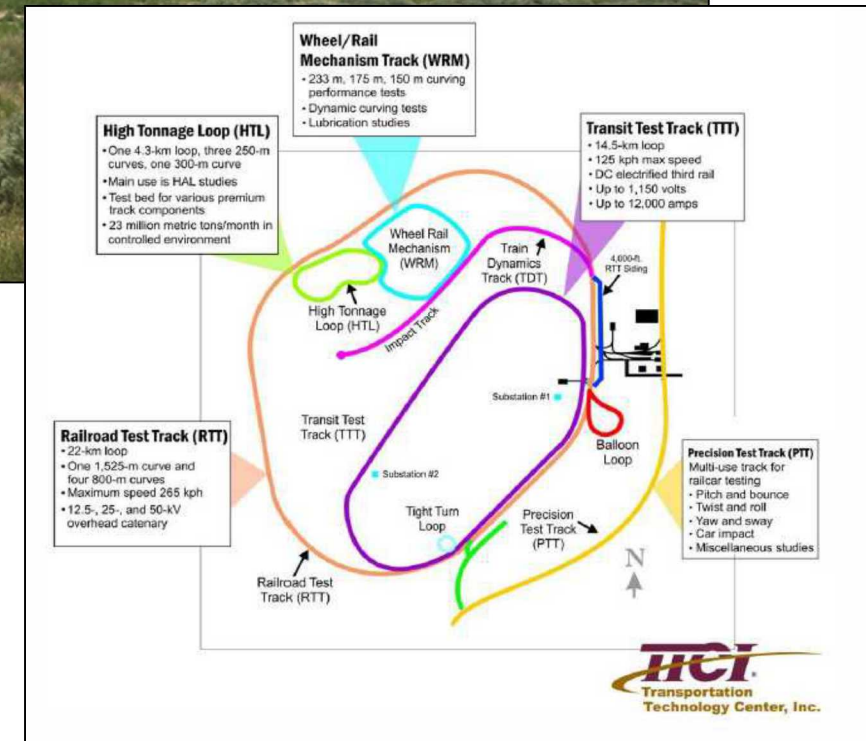 Wheel/Rail
Mechanism Track (WRM)
• 233 m, 175 m, 150 m curving
performance tests
• Dynamic curving tests
• Lubrication studies
High Tonnage Loop (HTL)
• One 4.3-km loop, three 250-m
curves, one 300-m curve
• Main use is HAL studies
• Test bed for various premium
track components
• 23 million metric tons/month in
controlled environment
Transit Test Track (TTT)
• 14.5-km loop
• 125 kph max speed
• DC electrified third rail
• Up to 1,150 volts
• Up to 12,000 amps
Wheel Rail
Mechanism
(WRM)
Train
Dynamics
Track (TDT)
4,000-ft.
RTT Siding
High Tonnage
Loop (HTL)
Impact Track
Substation #1
Transit Test
Track (TTT)
Balloon
Loop
Railroad Test Track (RTT)
• 22-km loop
• One 1,525-m curve and
four 800-m curves
• Maximum speed 265 kph
• 12.5-, 25-, and 50-kV
overhead catenary
Substation #2
Precision Test Track (PTT)
Multi-use track for
railcar testing
• Pitch and bounce
• Twist and roll
• Yaw and sway
• Car impact
• Miscellaneous studies
Tight Turn
Loop
Precision
Test Track
(PTT)
N
Railroad Test
Track (RTT)
TTCI
Transportation
Technology Center, Inc.